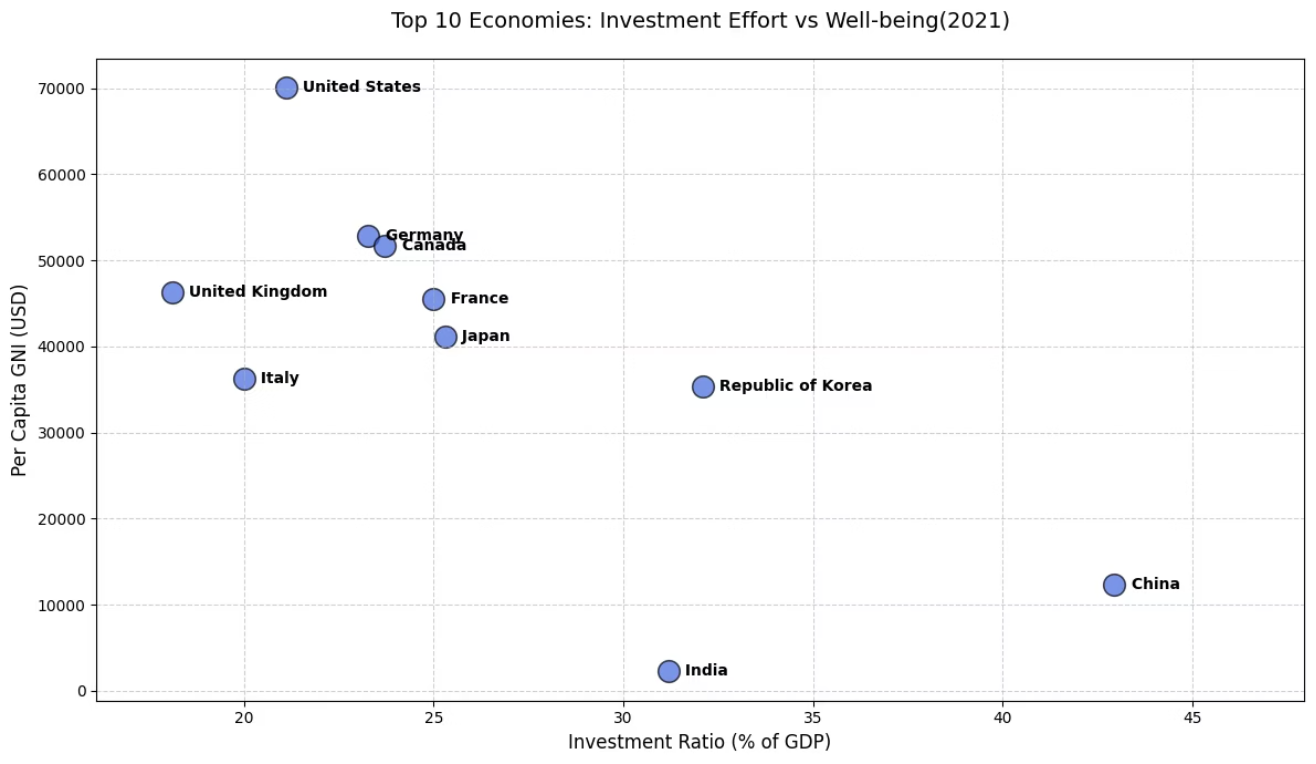 Top 10 Economies: Investment Effort vs Well-being(2021)
Per Capita GNI (USD)
70000
60000
50000
40000
30000
20000
10000
0
United States
Germany
Canada
United Kingdom
France
Japan
Italy
Republic of Korea
China
India
20 25 30 35 40 45
Investment Ratio (% of GDP)